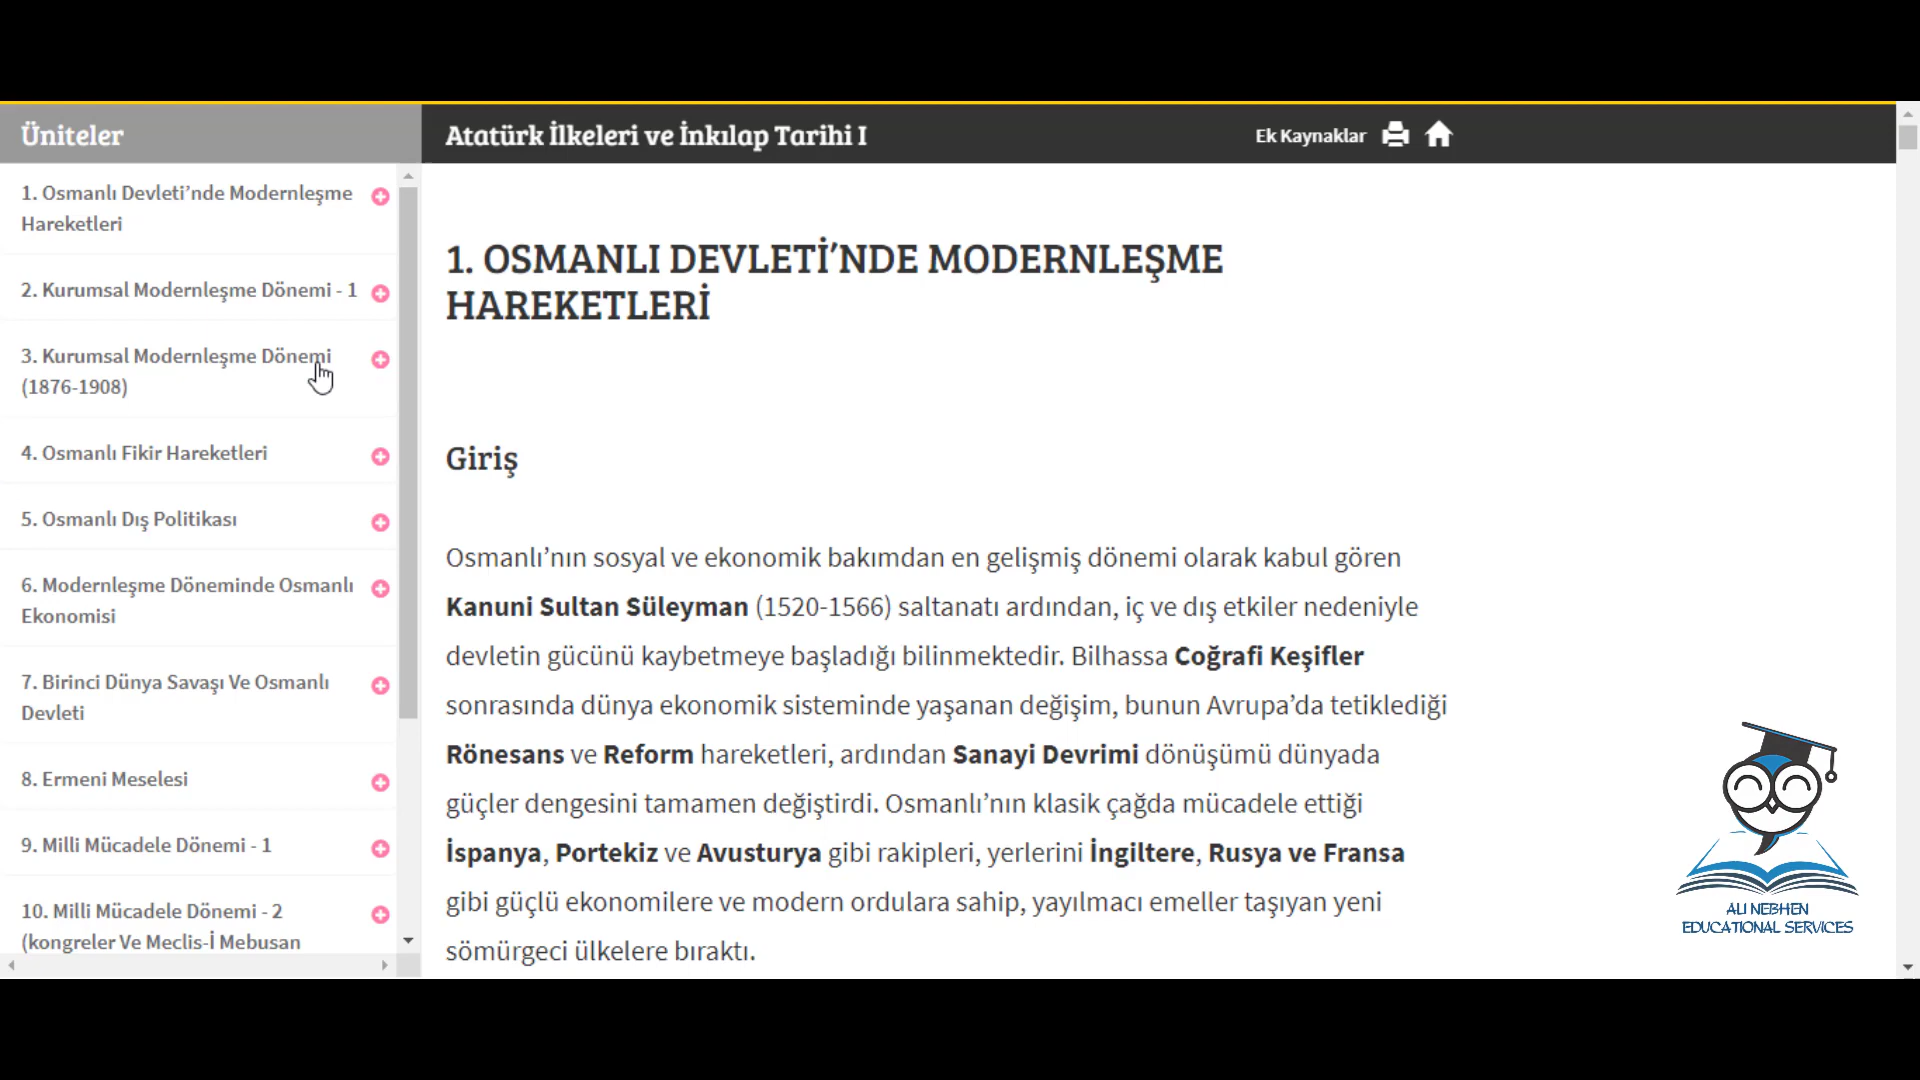 Üniteler
Atatürk İlkeleri ve İnkılap Tarihi I
Ek Kaynaklar
1. Osmanlı Devleti’nde Modernleşme
Hareketleri
2. Kurumsal Modernleşme Dönemi - 1
3. Kurumsal Modernleşme Dönemi
(1876-1908)
4. Osmanlı Fikir Hareketleri
5. Osmanlı Dış Politikası
6. Modernleşme Döneminde Osmanlı
Ekonomisi
7. Birinci Dünya Savaşı Ve Osmanlı
Devleti
8. Ermeni Meselesi
9. Milli Mücadele Dönemi - 1
10. Milli Mücadele Dönemi - 2
(kongreler Ve Meclis-İ Mebusan
1. OSMANLI DEVLETİ’NDE MODERNLEŞME
HAREKETLERİ
Giriş
Osmanlı’nın sosyal ve ekonomik bakımdan en gelişmiş dönemi olarak kabul gören
Kanuni Sultan Süleyman (1520-1566) saltanatı ardından, iç ve dış etkiler nedeniyle
devletin gücünü kaybetmeye başladığı bilinmektedir. Bilhassa Coğrafi Keşifler
sonrasında dünya ekonomik sisteminde yaşanan değişim, bunun Avrupa’da tetiklediği
Rönesans ve Reform hareketleri, ardından Sanayi Devrimi dönüşümü dünyada
güçler dengesini tamamen değiştirdi. Osmanlı’nın klasik çağda mücadele ettiği
İspanya, Portekiz ve Avusturya gibi rakipleri, yerlerini İngiltere, Rusya ve Fransa
gibi güçlü ekonomilere ve modern ordulara sahip, yayılmacı emeller taşıyan yeni
sömürgeci ülkelere bıraktı.
ALI NEBHEN
EDUCATIONAL SERVICES